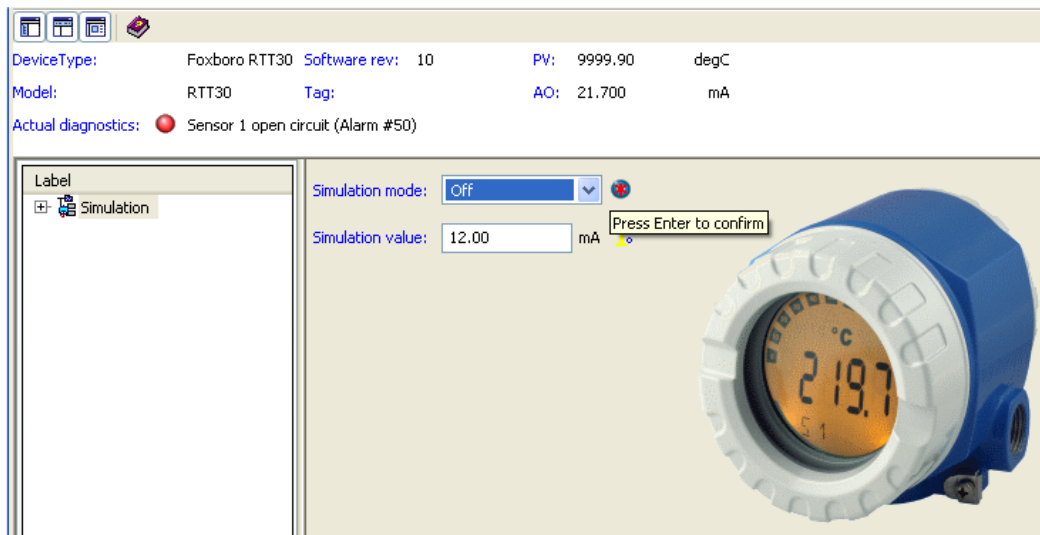 DeviceType: Foxboro RTT30 Software rev: 10 PV: 9999.90 degC
Model: RTT30 Tag: AO: 21.700 mA
Actual diagnostics: Sensor 1 open circuit (Alarm #50)
Label
Simulation
Simulation mode: Off
Press Enter to confirm
Simulation value: 12.00 mA
°C
219.7
S1